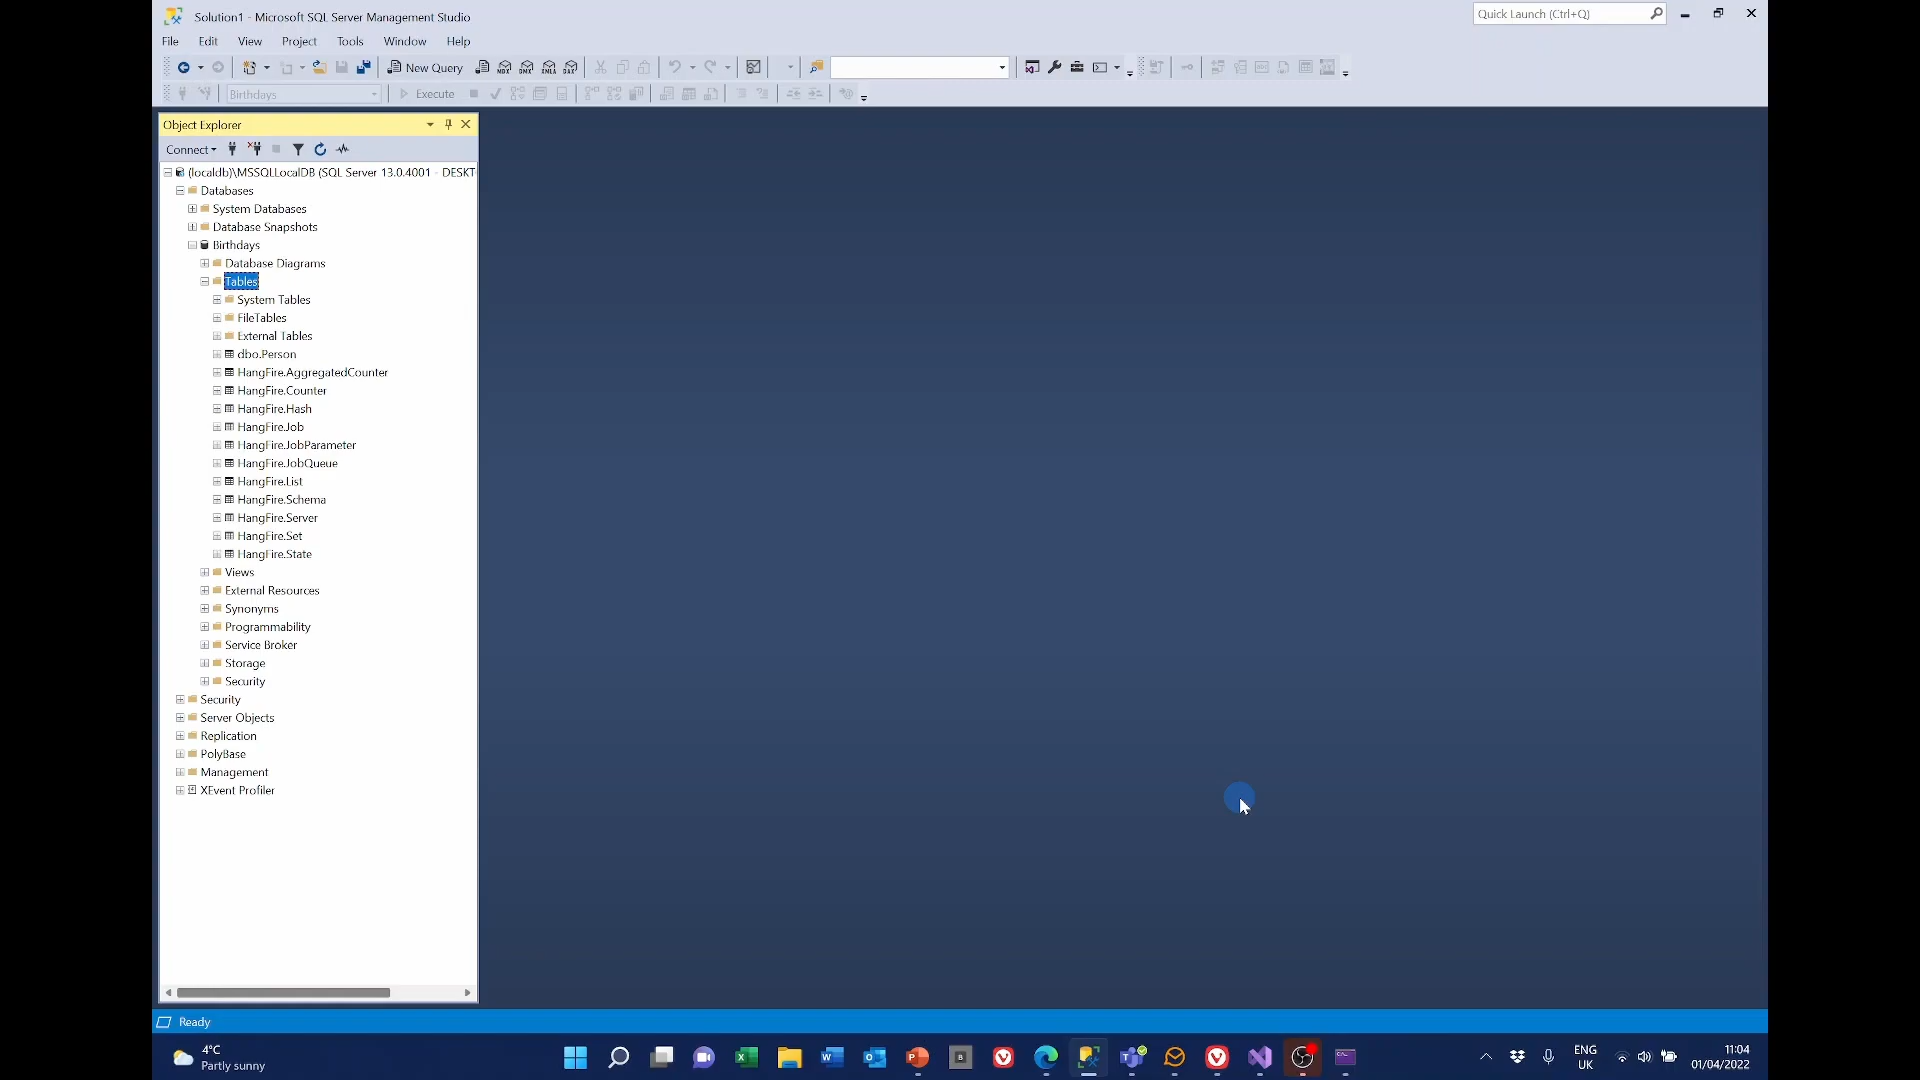 Solution1 - Microsoft SQL Server Management Studio
Quick Launch (Ctrl+Q)
File Edit View Project Tools Window Help
New Query MDX DMX XMLA DAX
Birthdays Execute
Object Explorer
Connect
(localdb)\MSSQLLocalDB (SQL Server 13.0.4001 - DESKT
Databases
System Databases
Database Snapshots
Birthdays
Database Diagrams
Tables
System Tables
FileTables
External Tables
dbo.Person
HangFire.AggregatedCounter
HangFire.Counter
HangFire.Hash
HangFire.Job
HangFire.JobParameter
HangFire.JobQueue
HangFire.List
HangFire.Schema
HangFire.Server
HangFire.Set
HangFire.State
Views
External Resources
Synonyms
Programmability
Service Broker
Storage
Security
Security
Server Objects
Replication
PolyBase
Management
XEvent Profiler
Ready
4°C
Partly sunny
ENG
UK
11:04
01/04/2022